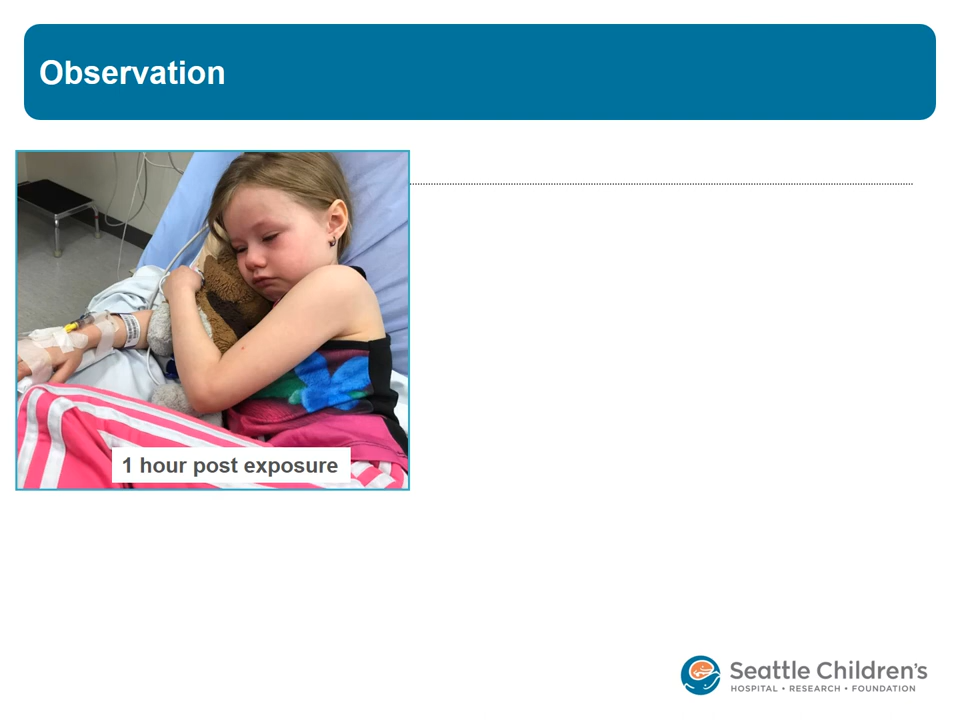 Observation
1 hour post exposure
Seattle Children's
HOSPITAL • RESEARCH • FOUNDATION